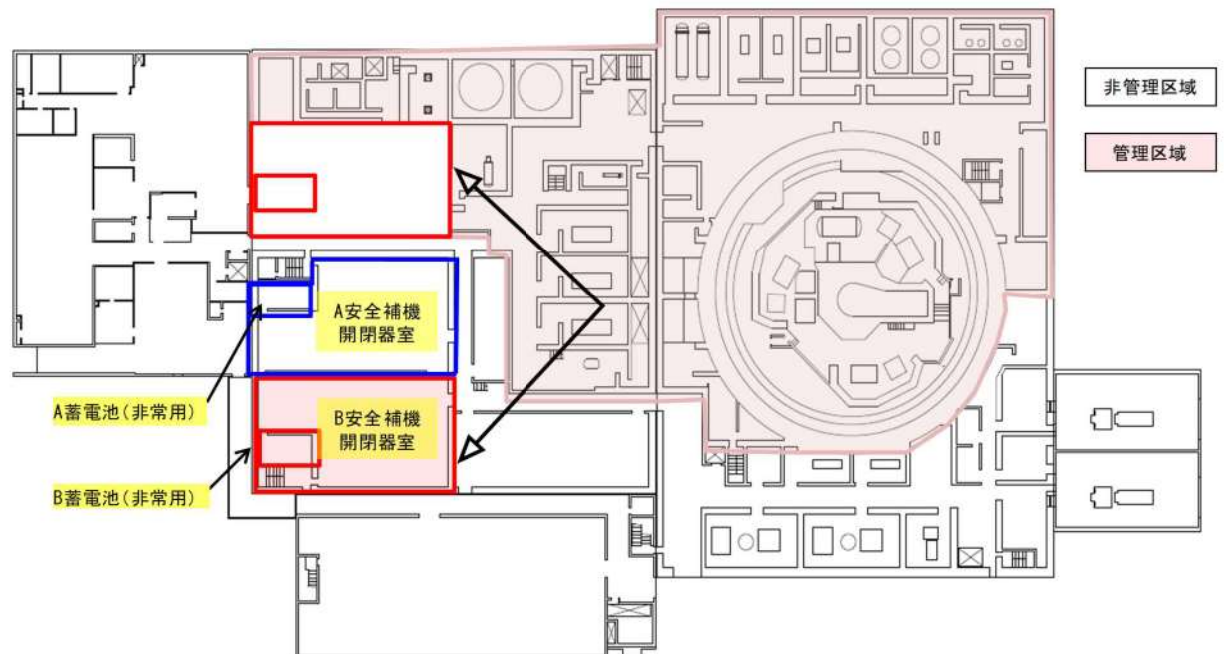 非管理区域
管理区域
A安全補機
開閉器室
A蓄電池(非常用)
B安全補機
開閉器室
B蓄電池(非常用)